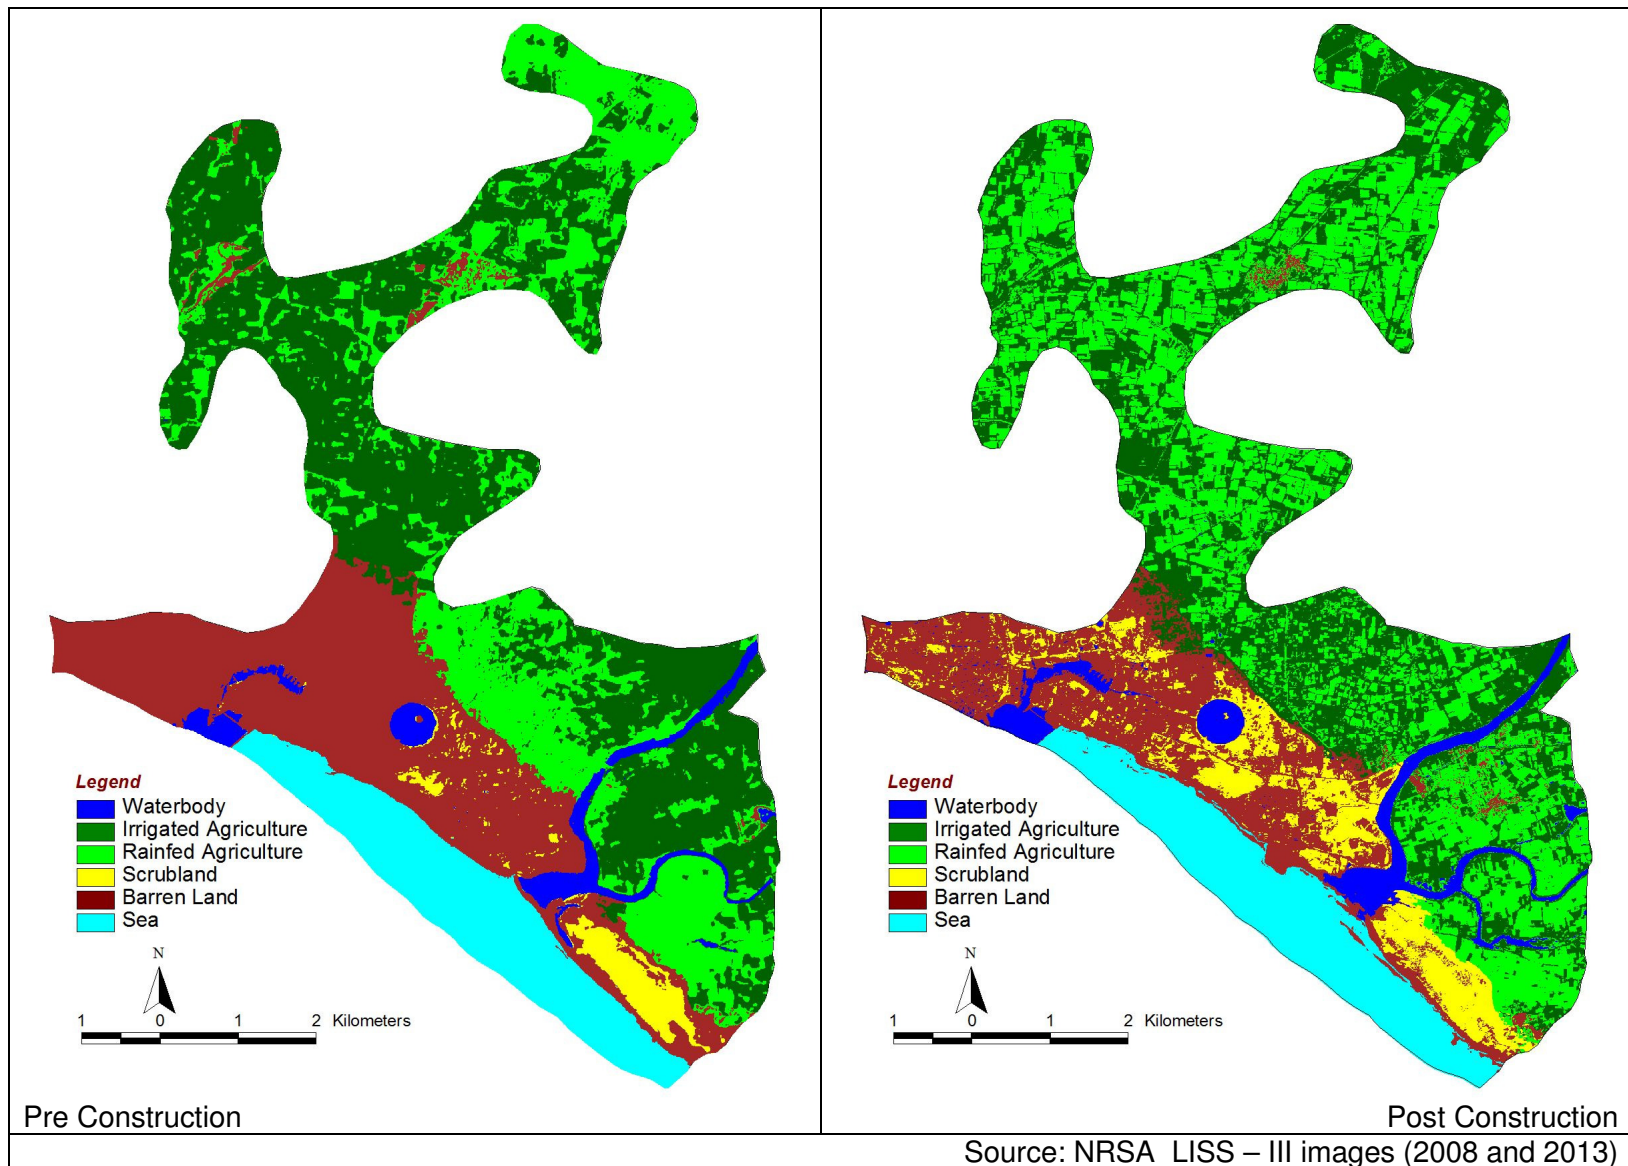 Legend
Waterbody
Irrigated Agriculture
Rainfed Agriculture
Scrubland
Barren Land
Sea
N
1 0 1 2 Kilometers
Pre Construction
Legend
Waterbody
Irrigated Agriculture
Rainfed Agriculture
Scrubland
Barren Land
Sea
N
1 0 1 2 Kilometers
Post Construction
Source: NRSA LISS – III images (2008 and 2013)